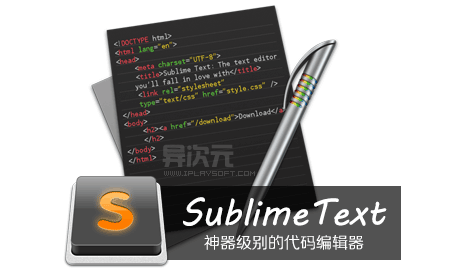 <!DOCTYPE html>
<html lang="en">
<head>
<meta charset="UTF-8">
<title>Sublime Text: The text editor
you'll fall in love with</title>
<link rel="stylesheet"
type="text/css" href="style.css" />
</head>
<body>
<h2><a href="/download">Download</a
</h2>
</body>
</html>
异次元
WWW.IPLAYSOFT.COM
S
SublimeText
神器级别的代码编辑器